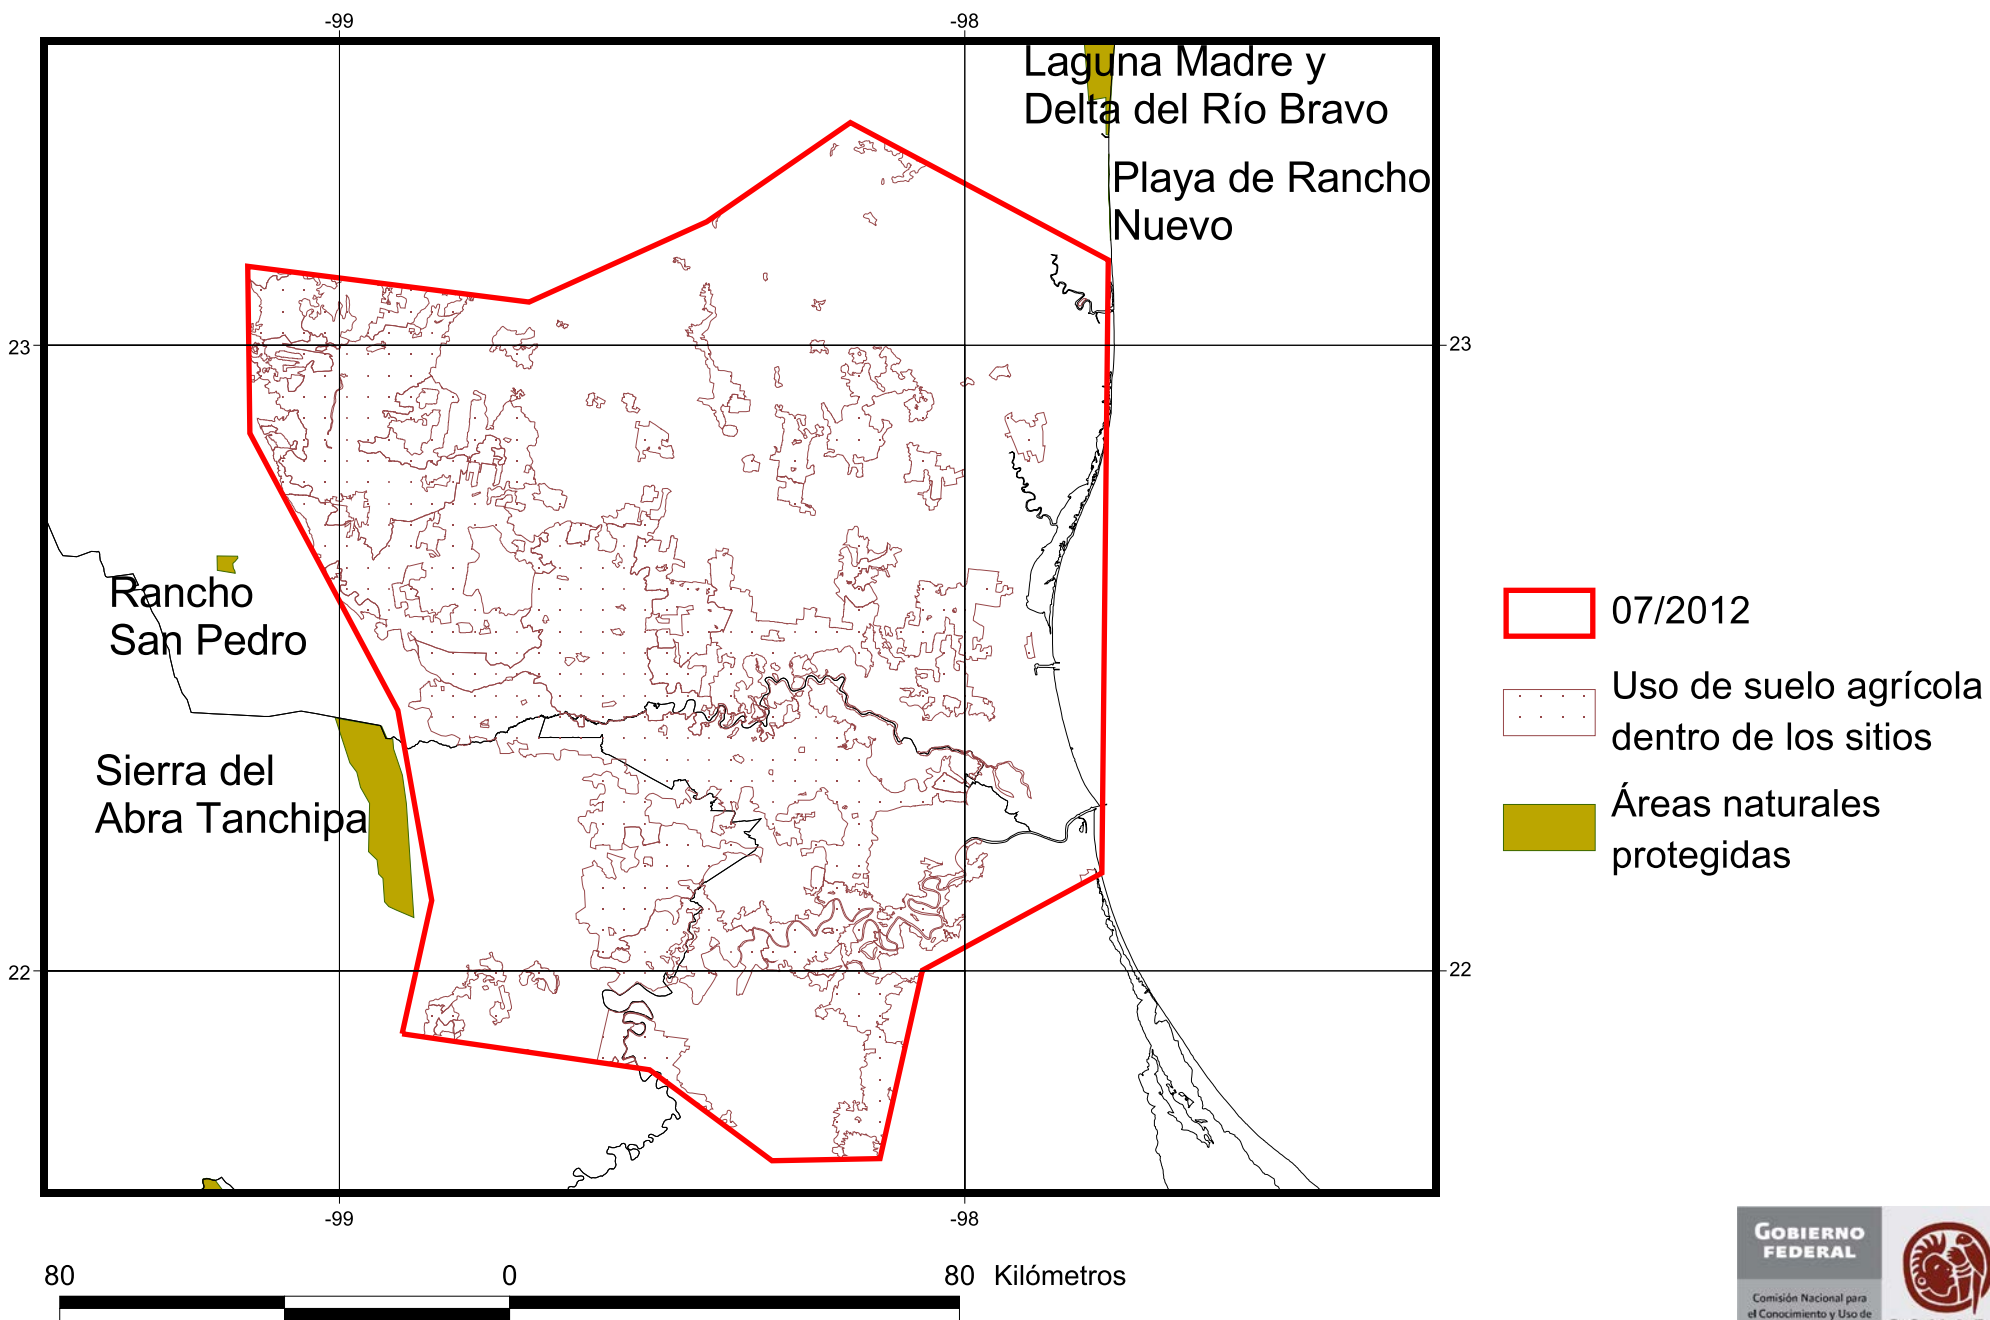 -99
-98
Laguna Madre y
Delta del Río Bravo
Playa de Rancho
Nuevo
23
23
Rancho
San Pedro
Sierra del
Abra Tanchipa
22
22
-99
-98
80 0 80 Kilómetros
07/2012
Uso de suelo agrícola
dentro de los sitios
Áreas naturales
protegidas
GOBIERNO
FEDERAL
Comisión Nacional para
el Conocimiento y Uso de